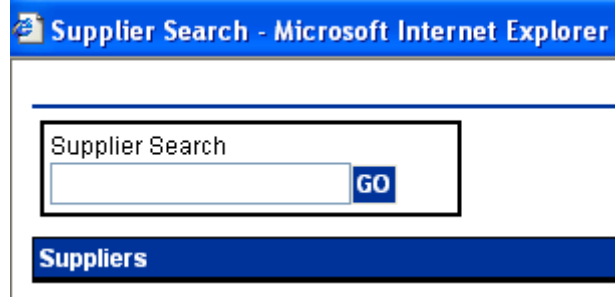 Supplier Search - Microsoft Internet Explorer
Supplier Search
GO
Suppliers